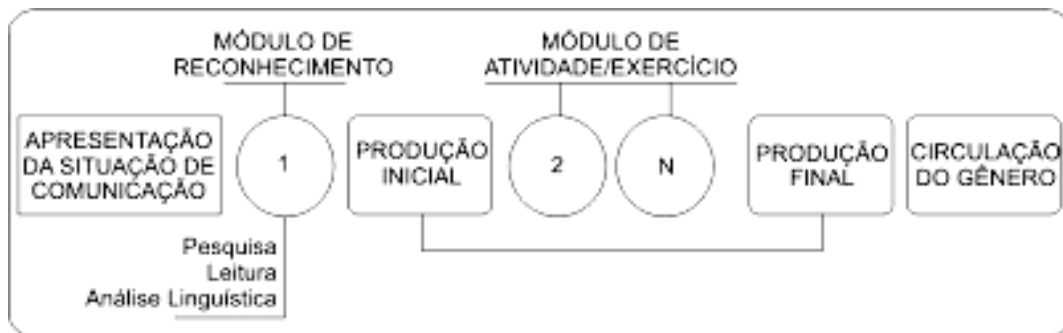 MÓDULO DE
RECONHECIMENTO
MÓDULO DE
ATIVIDADE/EXERCÍCIO
APRESENTAÇÃO
DA SITUAÇÃO DE
COMUNICAÇÃO
1
PRODUÇÃO
INICIAL
2
N
PRODUÇÃO
FINAL
CIRCULAÇÃO
DO GÊNERO
Pesquisa
Leitura
Análise Linguística